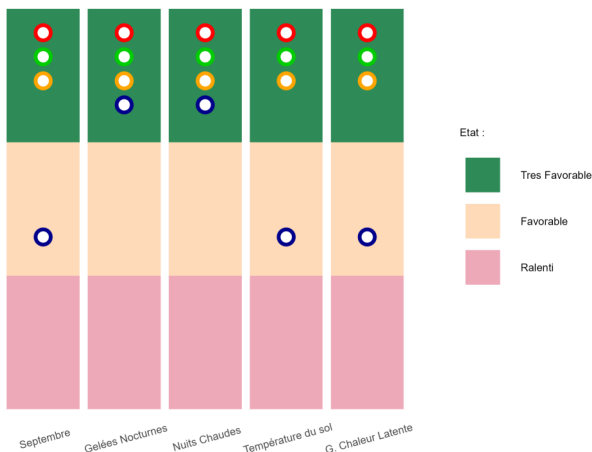 Etat :
Tres Favorable
Favorable
Ralenti
Septembre
Gelées Nocturnes
Nuits Chaudes
Température du sol
G. Chaleur Latente